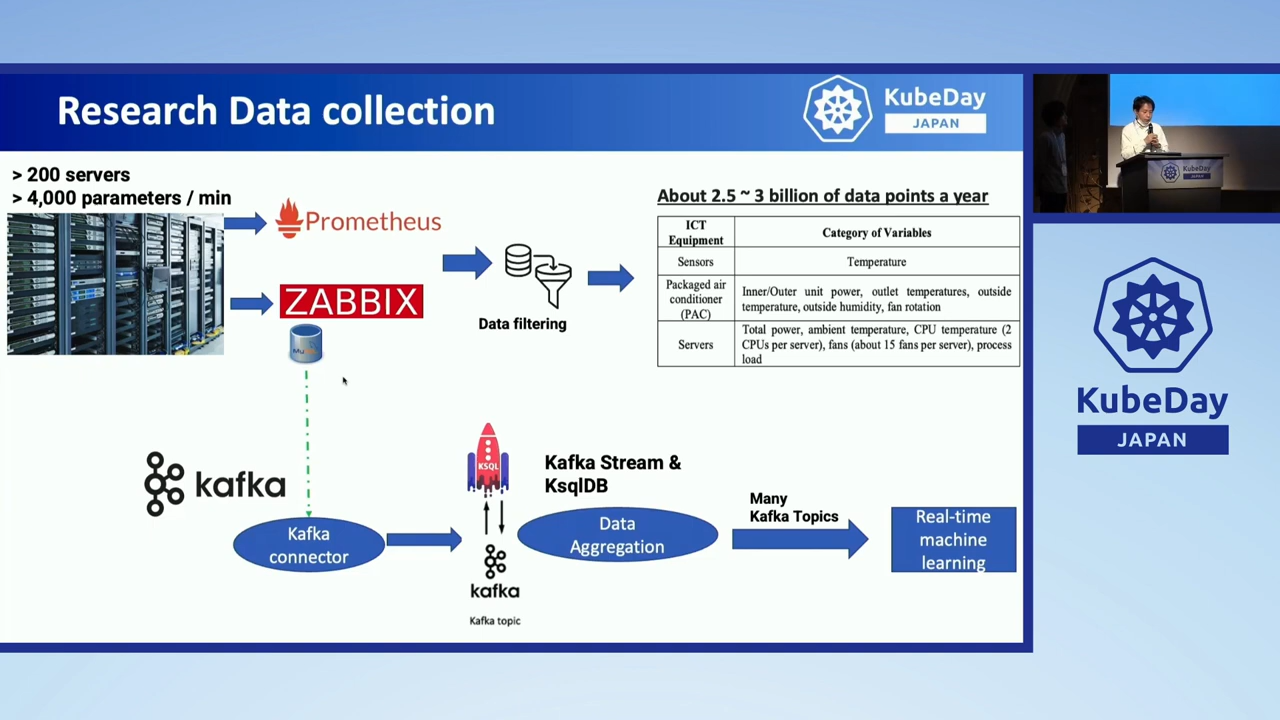 Research Data collection
KubeDay
JAPAN
> 200 servers
> 4,000 parameters / min
Prometheus
ZABBIX
Data filtering
About 2.5 ~ 3 billion of data points a year
ICT Equipment
Category of Variables
Sensors
Temperature
Packaged air
conditioner
(PAC)
Inner/Outer unit power, outlet temperatures, outside
temperature, outside humidity, fan rotation
Servers
Total power, ambient temperature, CPU temperature (2
CPUs per server), fans (about 15 fans per server), process
load
kafka
Kafka
connector
KSQL
kafka
Kafka topic
Kafka Stream &
KsqlDB
Data
Aggregation
Many
Kafka Topics
Real-time
machine
learning
KubeDay
JAPAN
KubeDay
JAPAN